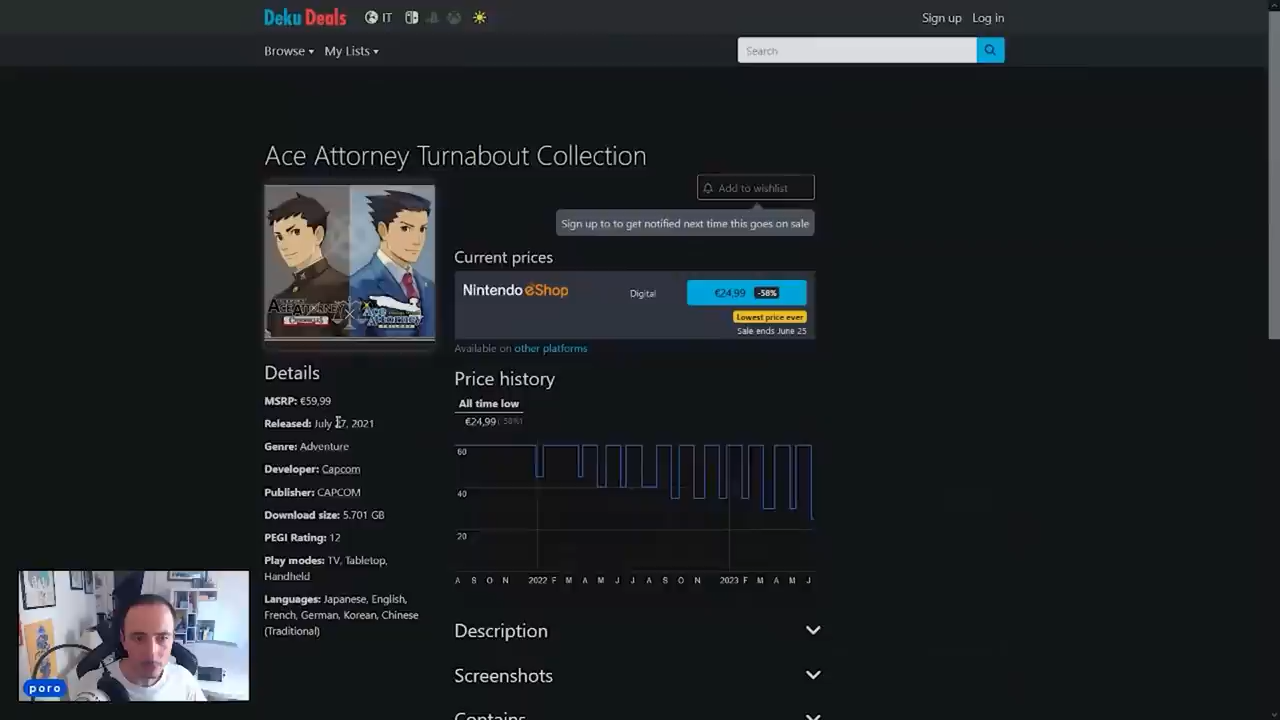 Deku Deals IT
Sign up Log in
Browse My Lists
Search
Ace Attorney Turnabout Collection
Add to wishlist
Sign up to to get notified next time this goes on sale
Current prices
Nintendo eShop Digital €24,99 -58%
Lowest price ever
Sale ends June 25
Available on other platforms
Details
MSRP: €59,99
Released: July 27, 2021
Genre: Adventure
Developer: Capcom
Publisher: CAPCOM
Download size: 5.701 GB
PEGI Rating: 12
Play modes: TV, Tabletop,
Handheld
Languages: Japanese, English,
French, German, Korean, Chinese
(Traditional)
Price history
All time low
€24,99 (-58%)
60
40
20
A S O N 2022 F M A M J J A S O N 2023 F M A M J
Description
Screenshots
Contains
poro